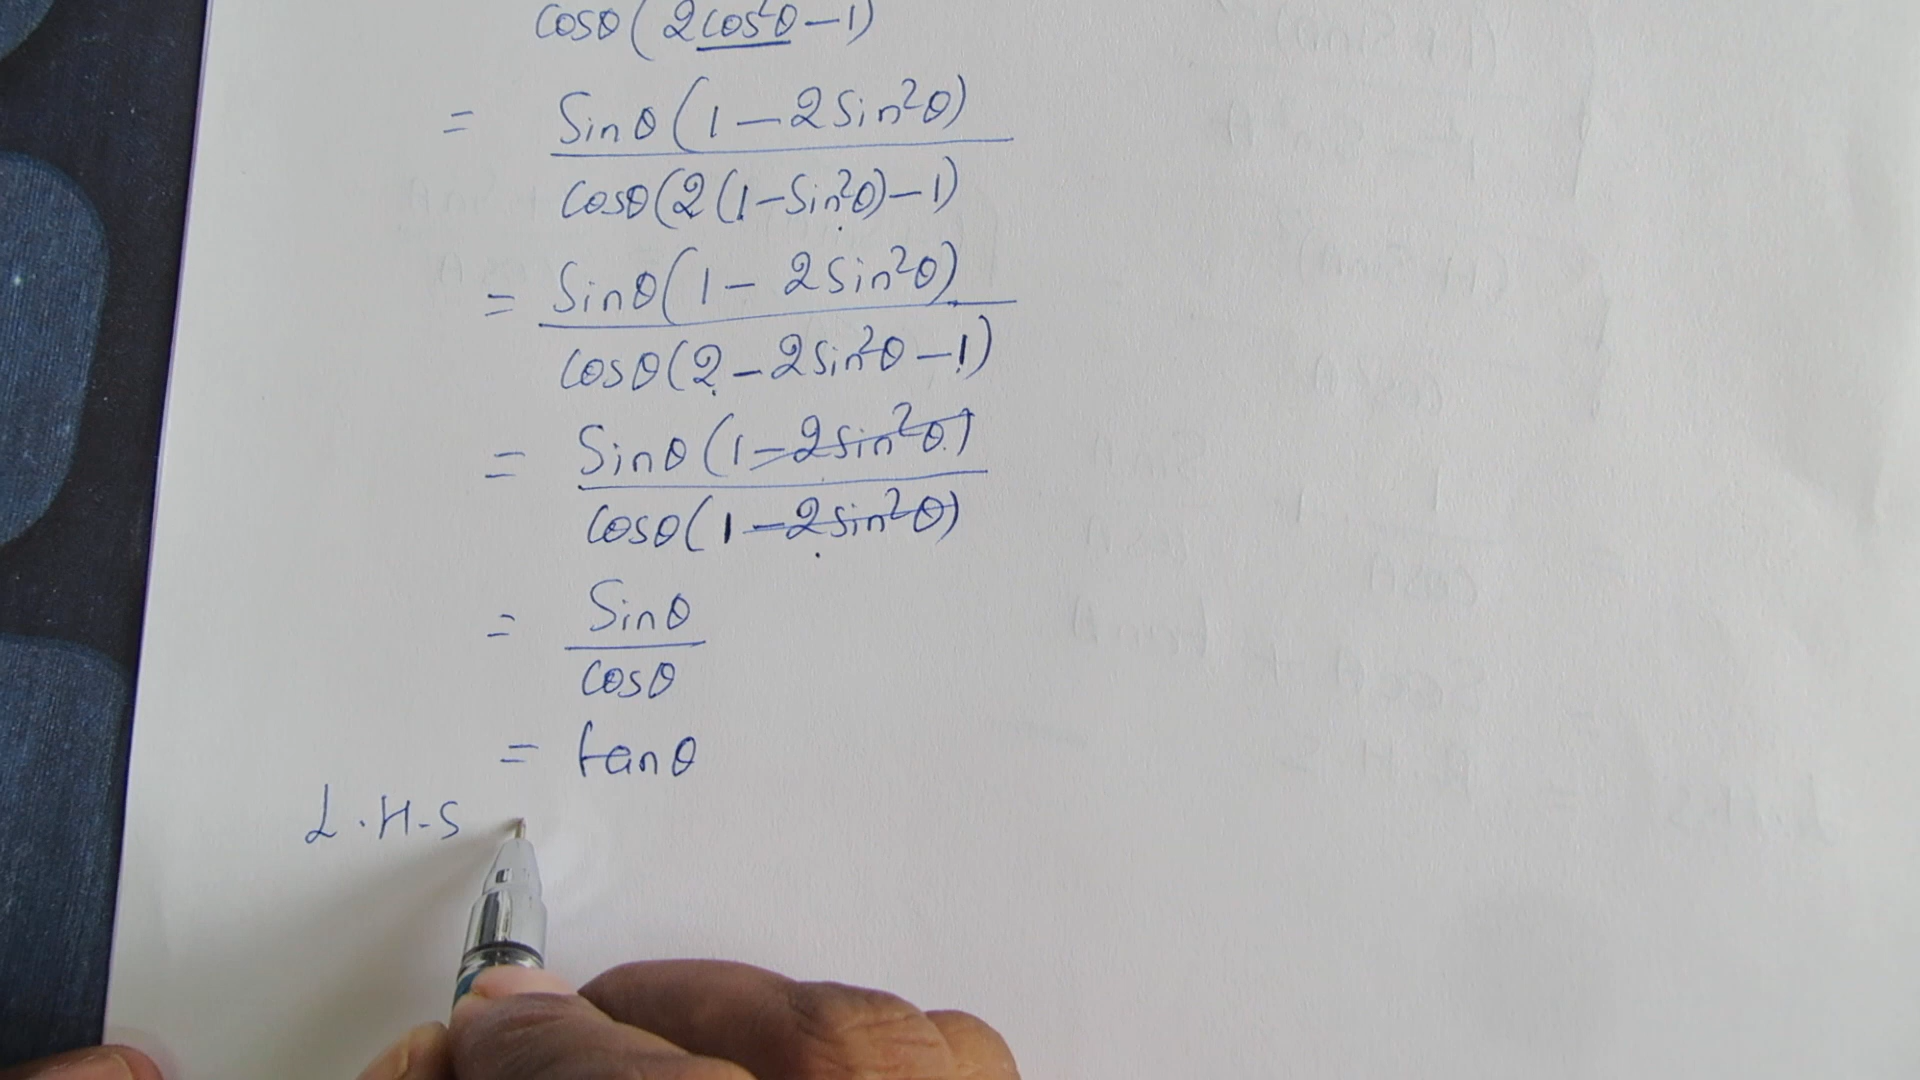 cosθ(2cos²θ-1)
= Sinθ(1-2Sin²θ)
cosθ(2(1-Sin²θ)-1)
= Sinθ(1-2Sin²θ)
cosθ(2-2Sin²θ-1)
= Sinθ(1-2sin²θ)
cosθ(1-2sin²θ)
= Sinθ
cosθ
= tanθ
L.H.S